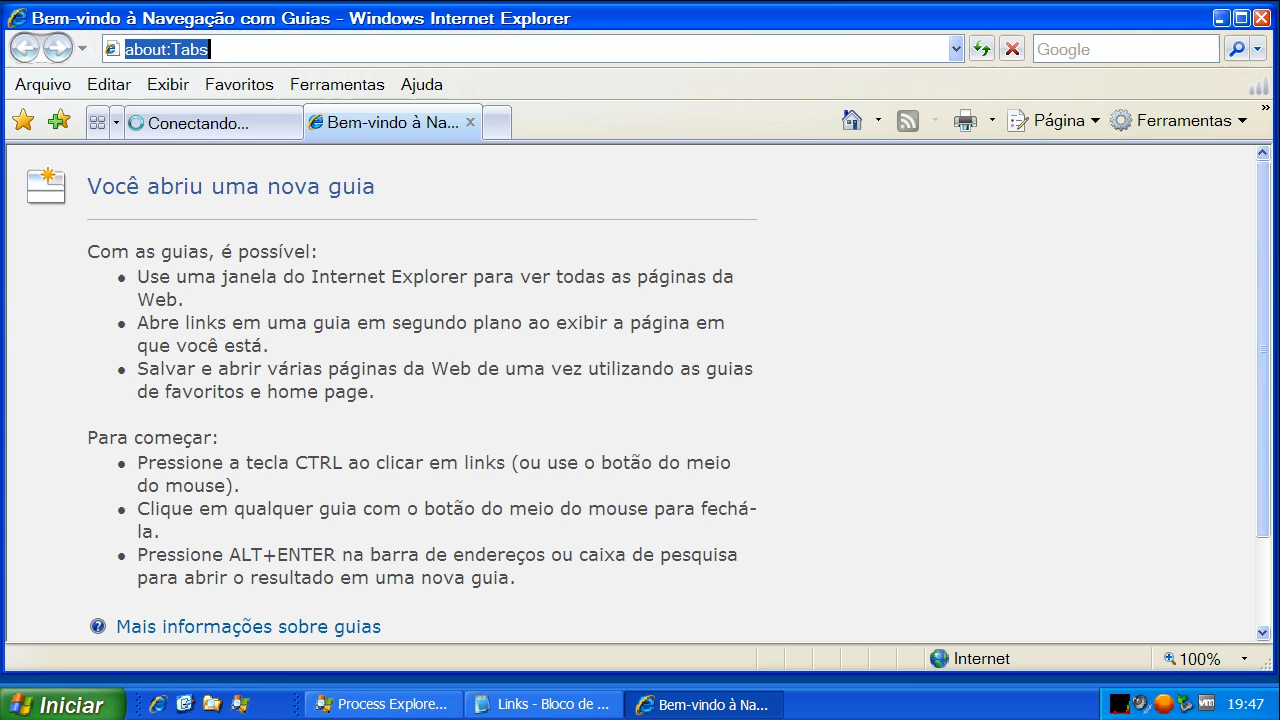 Bem-vindo à Navegação com Guias - Windows Internet Explorer
about:Tabs
Google
Arquivo Editar Exibir Favoritos Ferramentas Ajuda
Conectando...
Bem-vindo à Na...
Página
Ferramentas
Você abriu uma nova guia
Com as guias, é possível:
• Use uma janela do Internet Explorer para ver todas as páginas da
Web.
• Abre links em uma guia em segundo plano ao exibir a página em
que você está.
• Salvar e abrir várias páginas da Web de uma vez utilizando as guias
de favoritos e home page.
Para começar:
• Pressione a tecla CTRL ao clicar em links (ou use o botão do meio
do mouse).
• Clique em qualquer guia com o botão do meio do mouse para fechá-
la.
• Pressione ALT+ENTER na barra de endereços ou caixa de pesquisa
para abrir o resultado em uma nova guia.
Mais informações sobre guias
Internet
100%
Iniciar
Process Explore...
Links - Bloco de ...
Bem-vindo à Na...
vm
19:47